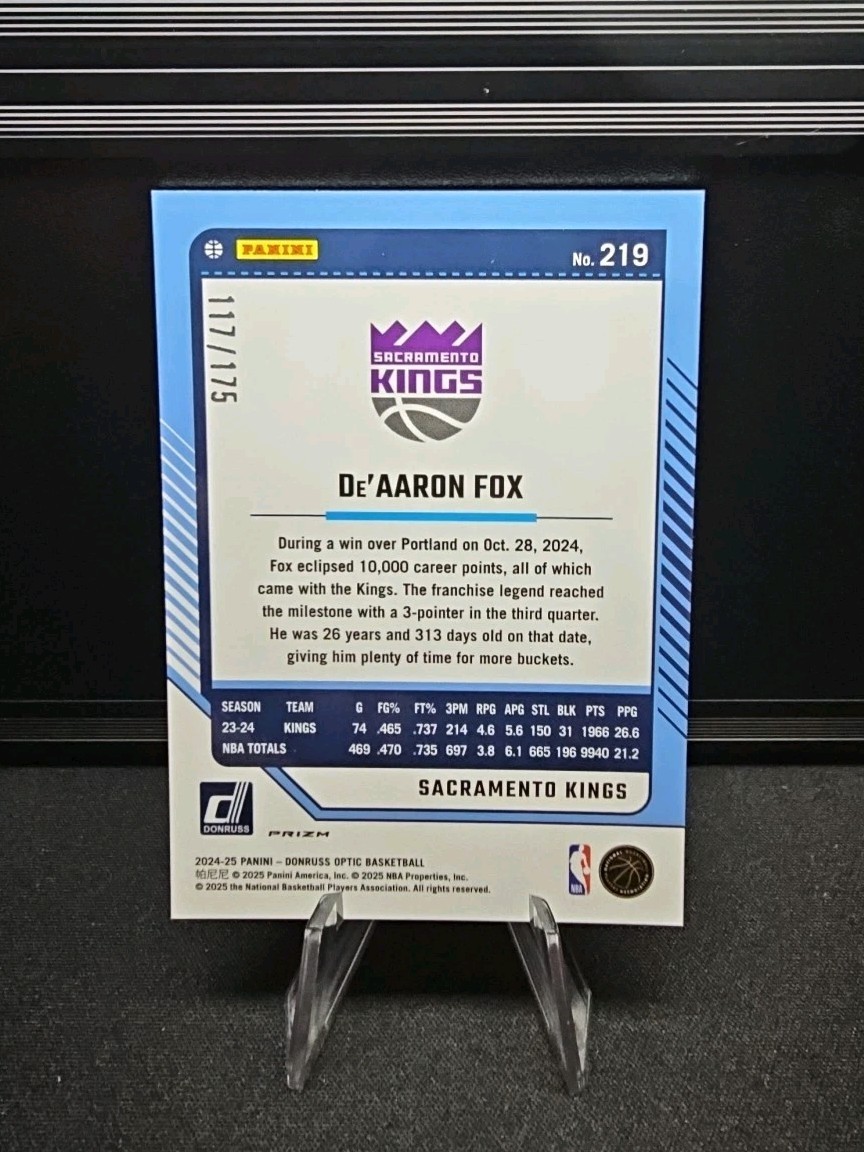 PANINI
No. 219
117/175
SACRAMENTO
KINGS
DE'AARON FOX
During a win over Portland on Oct. 28, 2024,
Fox eclipsed 10,000 career points, all of which
came with the Kings. The franchise legend reached
the milestone with a 3-pointer in the third quarter.
He was 26 years and 313 days old on that date,
giving him plenty of time for more buckets.
SEASON TEAM G FG% FT% 3PM RPG APG STL BLK PTS PPG
23-24 KINGS 74 .465 .737 214 4.6 5.6 150 31 1966 26.6
NBA TOTALS 469 .470 .735 697 3.8 6.1 665 196 9940 21.2
SACRAMENTO KINGS
DONRUSS
PRIZM
2024-25 PANINI – DONRUSS OPTIC BASKETBALL
帕尼尼 © 2025 Panini America, Inc. © 2025 NBA Properties, Inc.
© 2025 the National Basketball Players Association. All rights reserved.
NBA